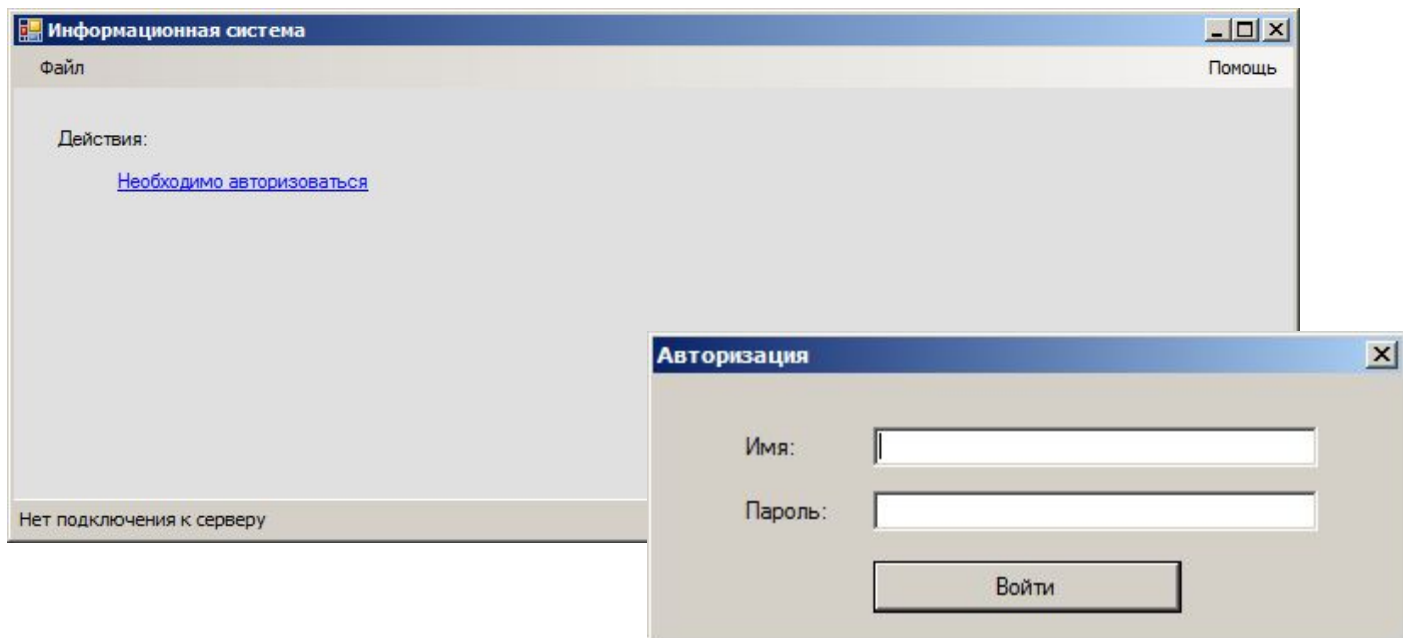 Информационная система
Файл
Помощь
Действия:
Необходимо авторизоваться
Нет подключения к серверу
Авторизация
Имя:
Пароль:
Войти